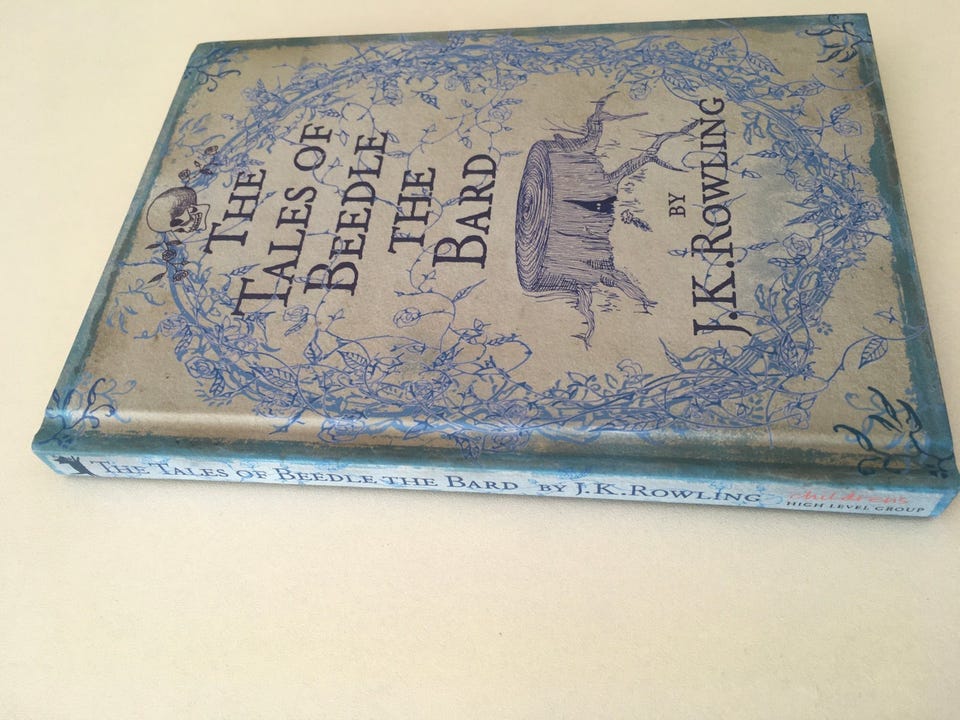 THE
TALES OF
BEEDLE
THE
BARD
BY
J.K.ROWLING
THE TALES OF BEEDLE THE BARD BY J.K.ROWLING
children's
HIGH LEVEL GROUP